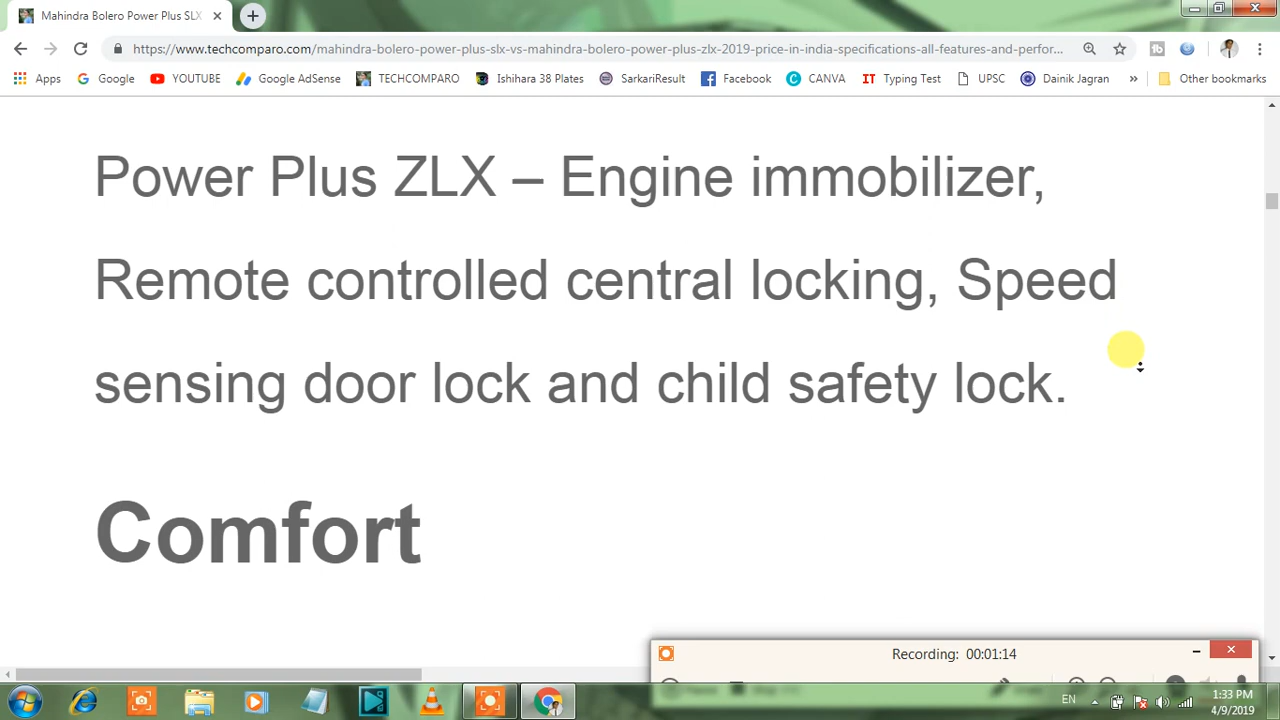 Mahindra Bolero Power Plus SLX
https://www.techcomparo.com/mahindra-bolero-power-plus-slx-vs-mahindra-bolero-power-plus-zlx-2019-price-in-india-specifications-all-features-and-perfor...
Apps Google YOUTUBE Google AdSense TECHCOMPARO Ishihara 38 Plates SarkariResult Facebook CANVA IT Typing Test UPSC Dainik Jagran » Other bookmarks
Power Plus ZLX – Engine immobilizer,
Remote controlled central locking, Speed
sensing door lock and child safety lock.
Comfort
Recording: 00:01:14
EN 1:33 PM
4/9/2019